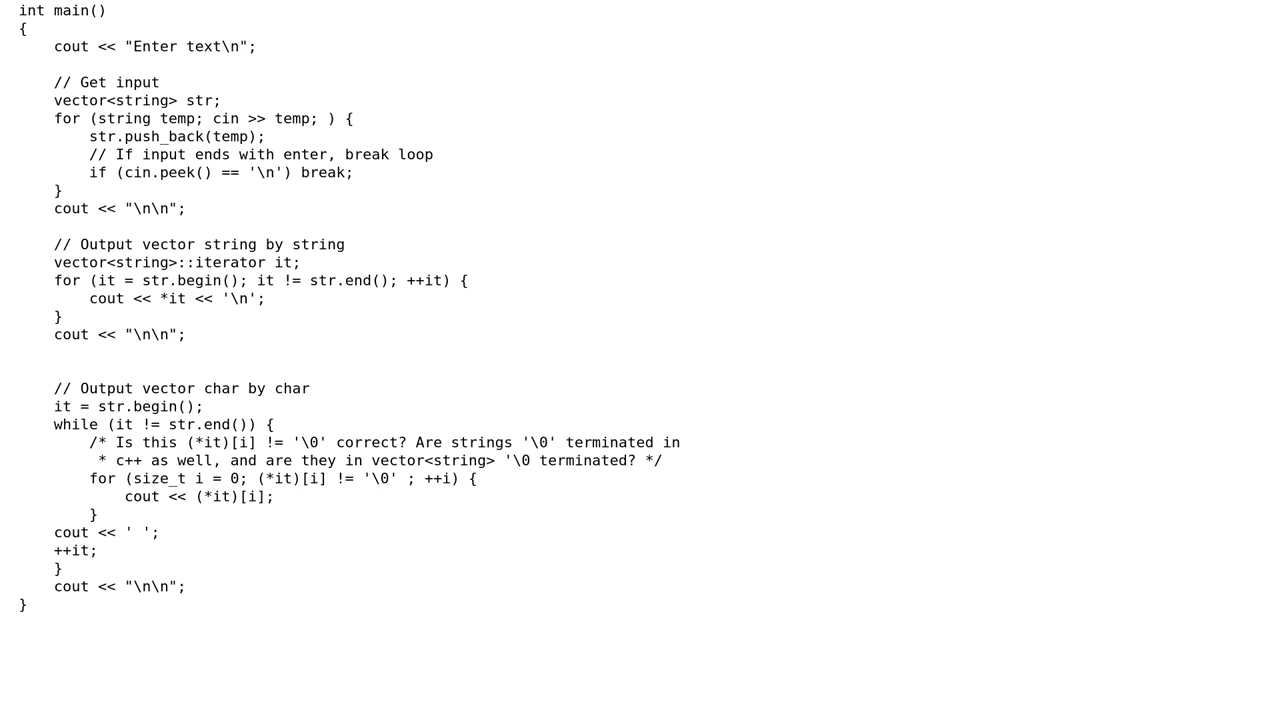 int main()
{
    cout << "Enter text\n";

    // Get input
    vector<string> str;
    for (string temp; cin >> temp; ) {
        str.push_back(temp);
        // If input ends with enter, break loop
        if (cin.peek() == '\n') break;
    }
    cout << "\n\n";

    // Output vector string by string
    vector<string>::iterator it;
    for (it = str.begin(); it != str.end(); ++it) {
        cout << *it << '\n';
    }
    cout << "\n\n";


    // Output vector char by char
    it = str.begin();
    while (it != str.end()) {
        /* Is this (*it)[i] != '\0' correct? Are strings '\0' terminated in
         * c++ as well, and are they in vector<string> '\0 terminated? */
        for (size_t i = 0; (*it)[i] != '\0' ; ++i) {
            cout << (*it)[i];
        }
    cout << ' ';
    ++it;
    }
    cout << "\n\n";
}